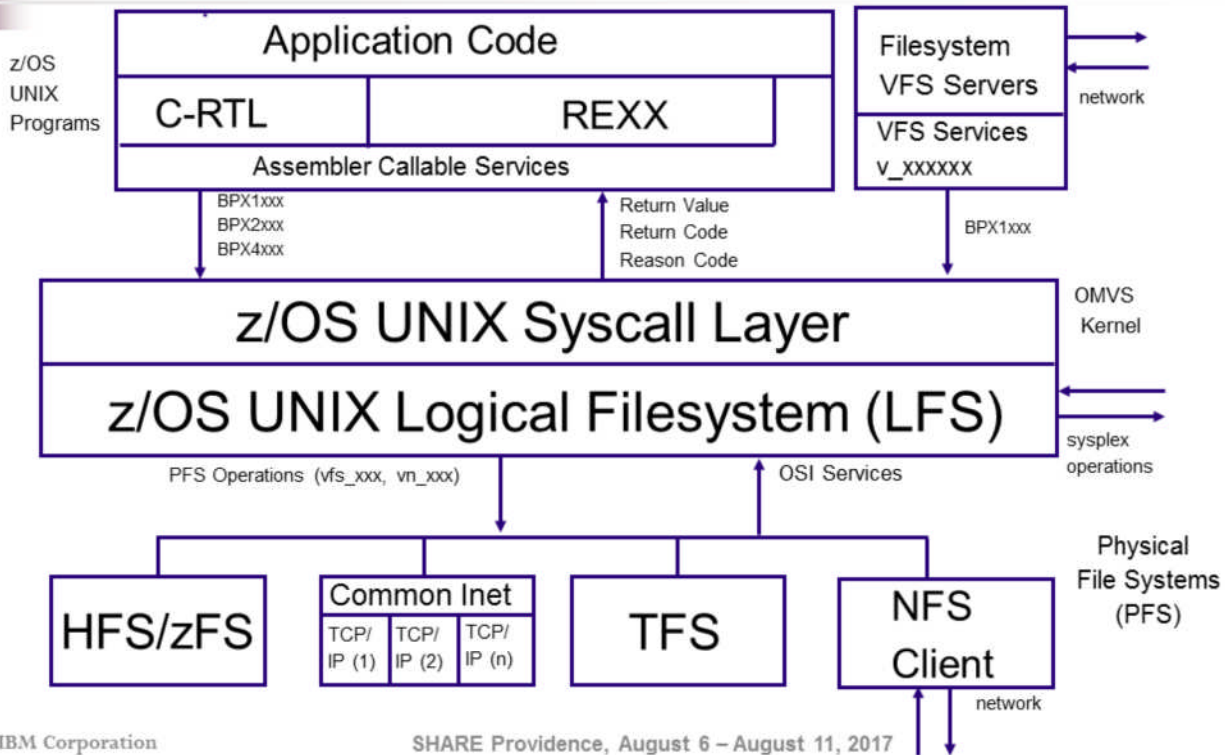 z/OS
UNIX
Programs
Application Code
C-RTL
REXX
Assembler Callable Services
Filesystem
VFS Servers
VFS Services
v_xxxxxx
network
BPX1xxx
BPX2xxx
BPX4xxx
Return Value
Return Code
Reason Code
BPX1xxx
z/OS UNIX Syscall Layer
z/OS UNIX Logical Filesystem (LFS)
OMVS
Kernel
sysplex
operations
PFS Operations (vfs_xxx, vn_xxx)
OSI Services
Physical
File Systems
(PFS)
HFS/zFS
Common Inet
TCP/
IP (1)
TCP/
IP (2)
TCP/
IP (n)
TFS
NFS
Client
network
IBM Corporation
SHARE Providence, August 6 – August 11, 2017